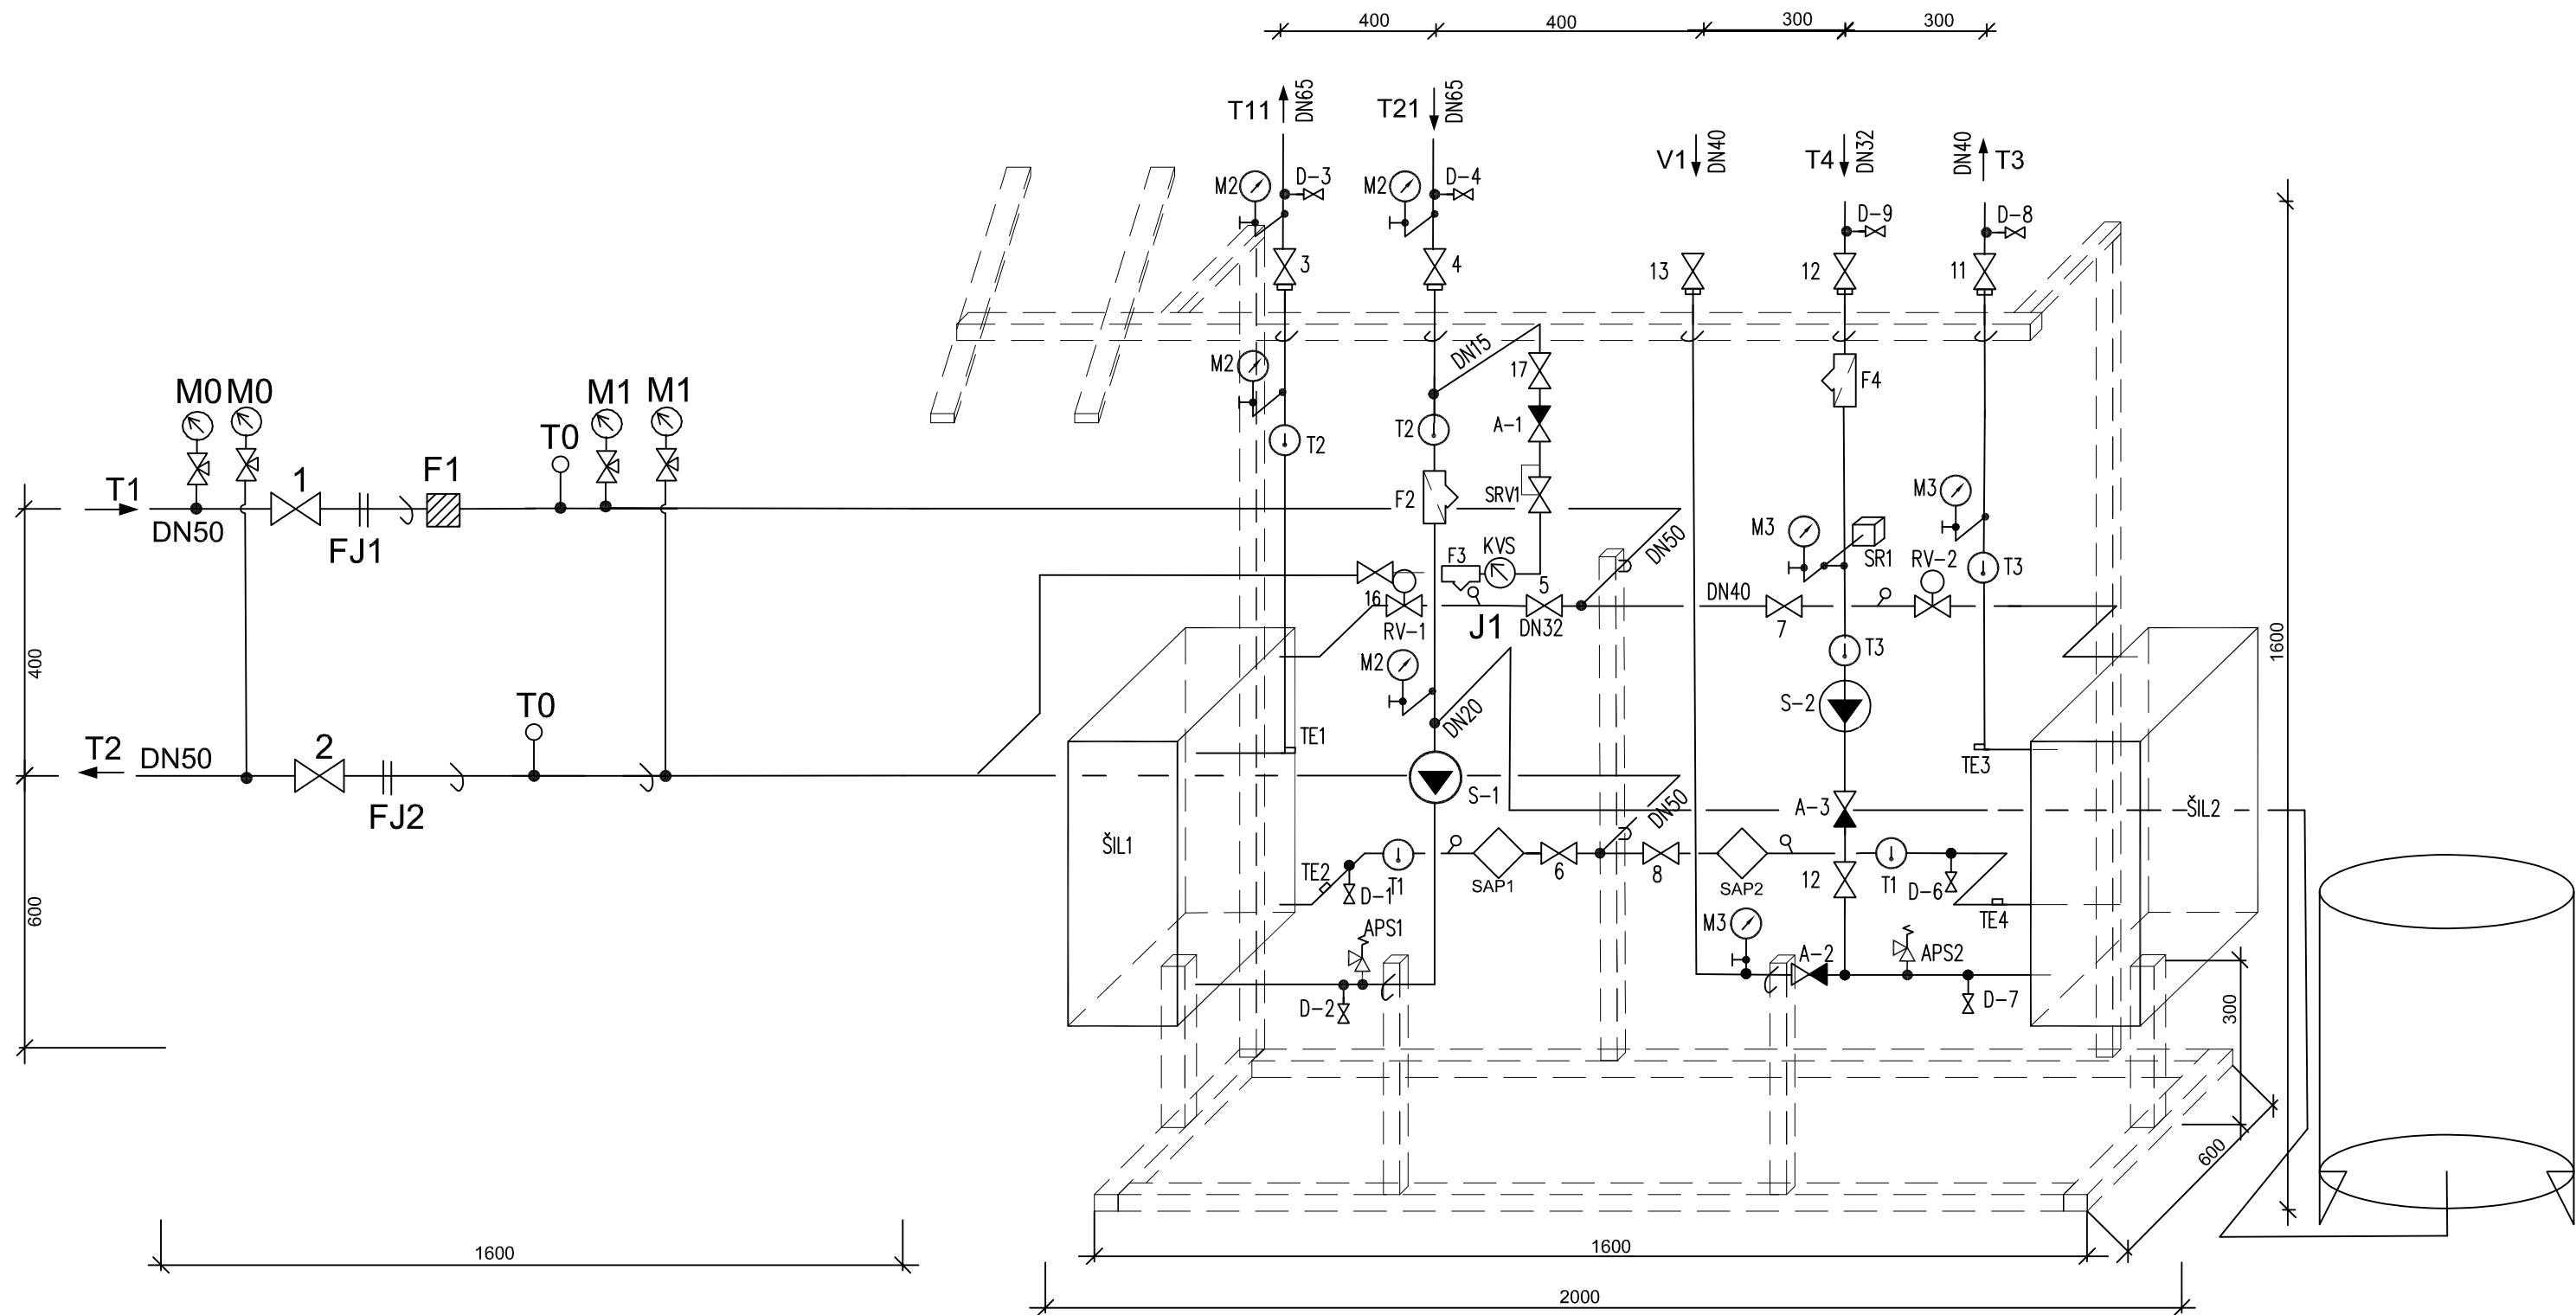 400
400
300
300
T11
DN65
T21
DN65
V1
DN40
T4
DN32
DN40
T3
M2
D-3
M2
D-4
D-9
D-8
3
4
13
12
11
M2
DN15
17
F4
M0
M0
M1
M1
T0
1
F1
T2
T2
A-1
T1
DN50
FJ1
F2
SRV1
M3
M3
SR1
RV-2
T3
DN50
F3
KVS
5
16
RV-1
J1
DN32
DN40
7
400
M2
T3
S-2
T0
T2
DN50
2
FJ2
DN20
TE1
TE3
S-1
DN50
A-3
ŠIL1
ŠIL2
TE2
D-1
T1
SAP1
6
8
SAP2
12
T1
D-6
TE4
600
APS1
M3
A-2
APS2
D-2
D-7
300
600
1600
1600
1600
2000